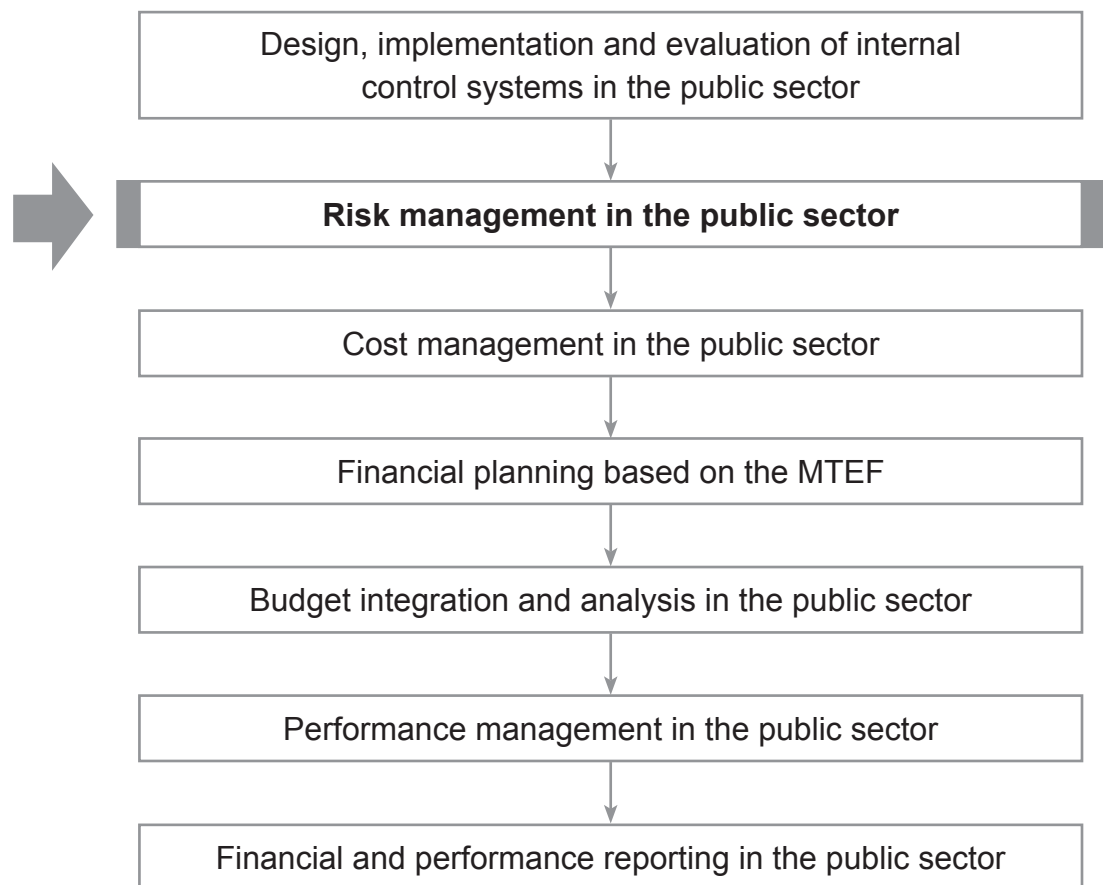 Design, implementation and evaluation of internal
control systems in the public sector
Risk management in the public sector
Cost management in the public sector
Financial planning based on the MTEF
Budget integration and analysis in the public sector
Performance management in the public sector
Financial and performance reporting in the public sector